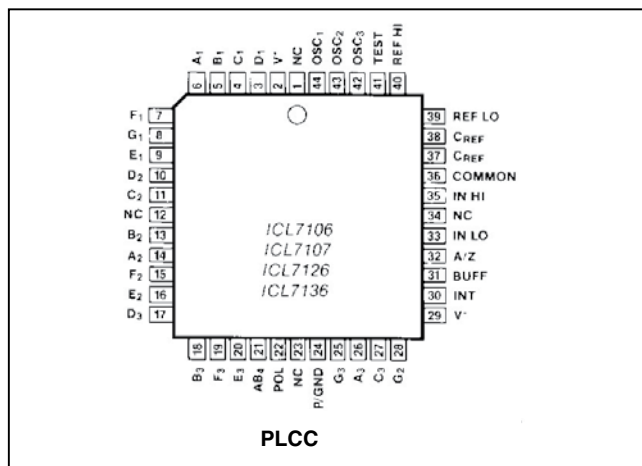 A₁ B₁ C₁ D₁ V⁺ NC OSC₁ OSC₂ OSC₃ TEST REF HI
6 5 4 3 2 1 44 43 42 41 40
F₁ 7
G₁ 8
E₁ 9
D₂ 10
C₂ 11
NC 12
B₂ 13
A₂ 14
F₂ 15
E₂ 16
D₃ 17
ICL7106
ICL7107
ICL7126
ICL7136
39 REF LO
38 CREF
37 CREF
36 COMMON
35 IN HI
34 NC
33 IN LO
32 A/Z
31 BUFF
30 INT
29 V⁻
18 19 20 21 22 23 24 25 26 27 28
B₃ F₃ E₃ AB₄ POL NC P/GND G₃ A₃ C₃ G₂
PLCC